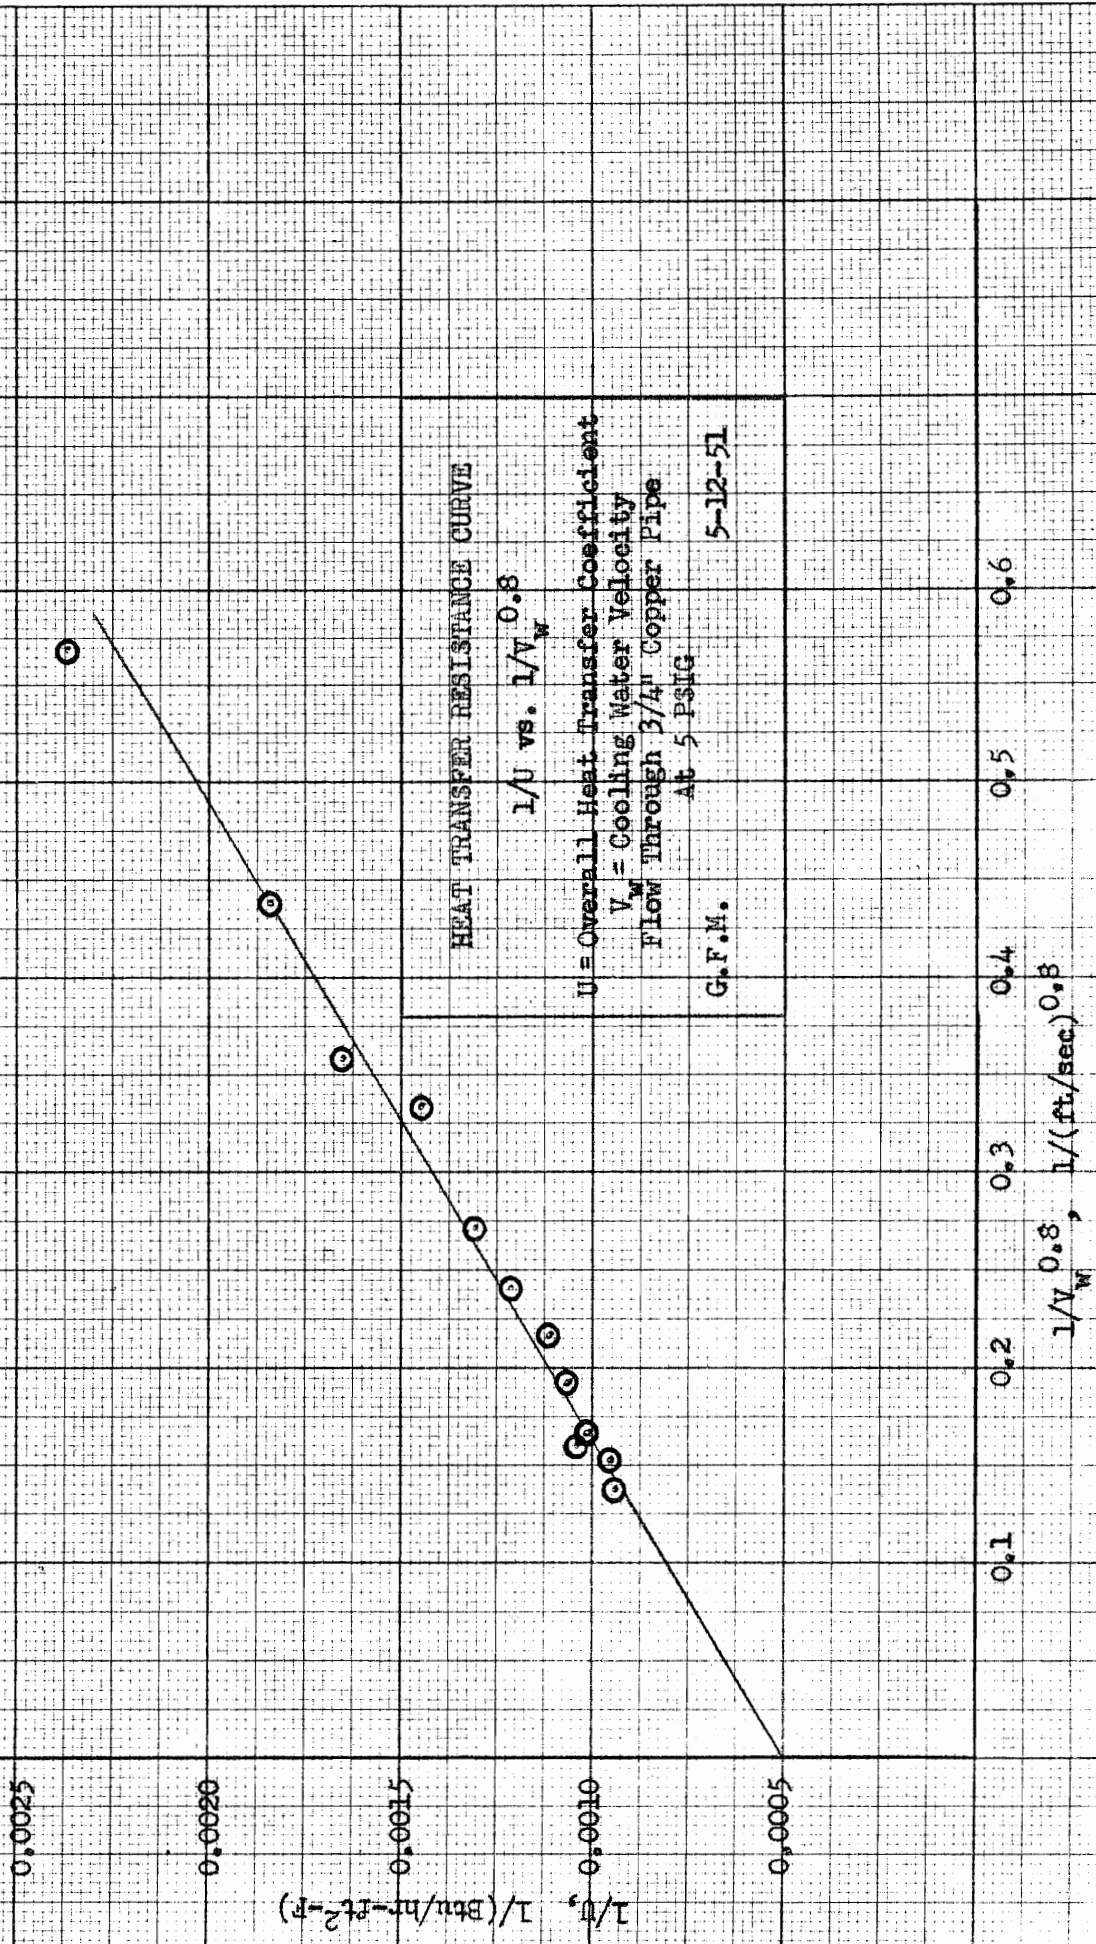 0.0025
0.0020
0.0015
0.0010
0.0005
1/U, 1/(Btu/hr-ft²-F)
HEAT TRANSFER RESISTANCE CURVE
1/U vs. 1/V_w^0.8
U = Overall Heat Transfer Coefficient
V_w = Cooling Water Velocity
Flow Through 3/4" Copper Pipe
At 5 PSIG
G.F.M. 5-12-51
0.1 0.2 0.3 0.4 0.5 0.6
1/V_w^0.8, 1/(ft/sec)^0.8